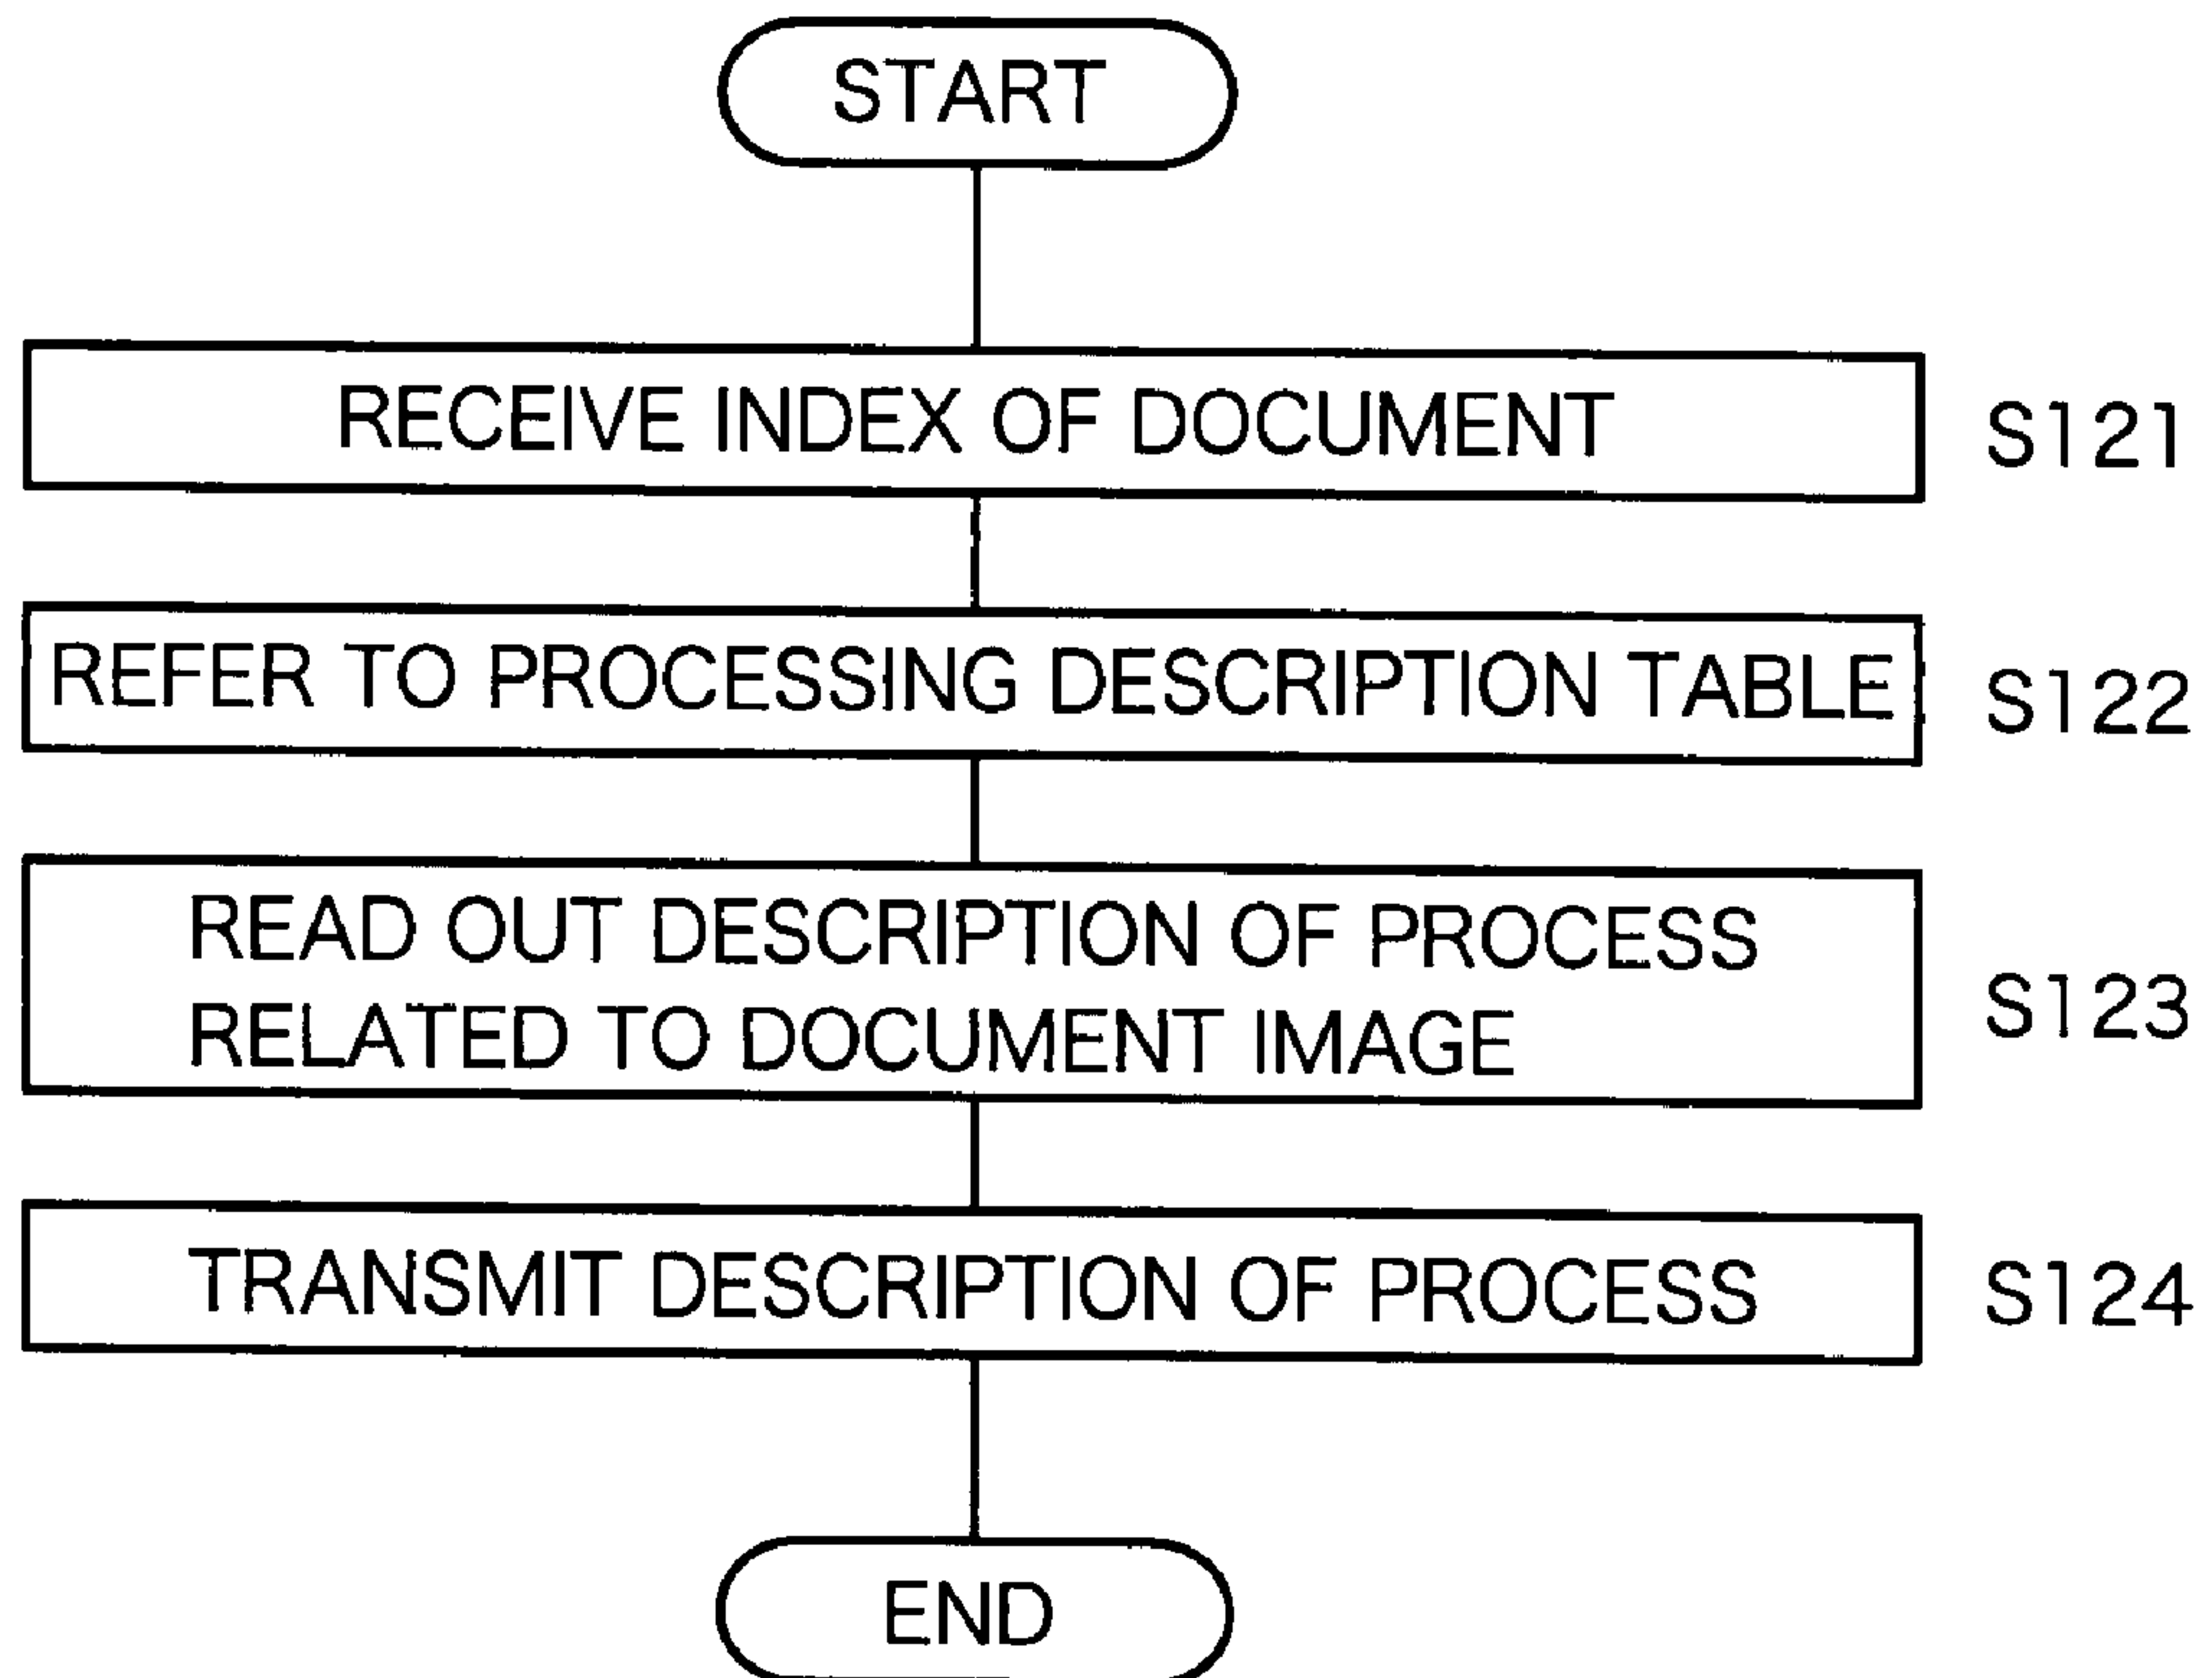 START
RECEIVE INDEX OF DOCUMENT
S121
REFER TO PROCESSING DESCRIPTION TABLE
S122
READ OUT DESCRIPTION OF PROCESS
RELATED TO DOCUMENT IMAGE
S123
TRANSMIT DESCRIPTION OF PROCESS
S124
END